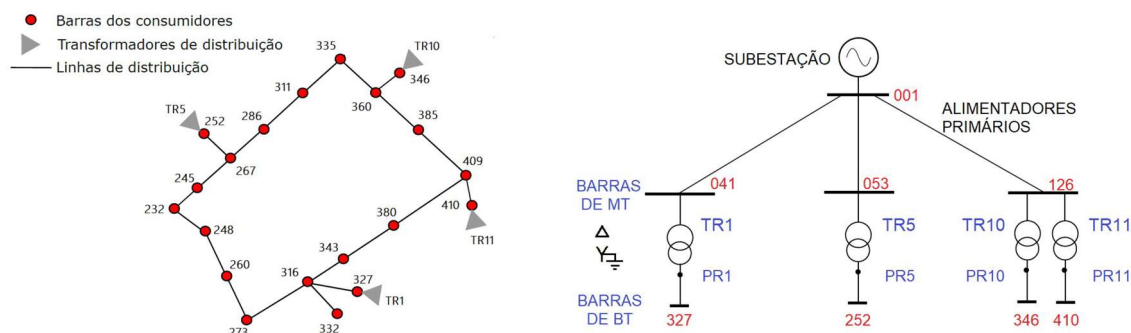 Barras dos consumidores
Transformadores de distribuição
Linhas de distribuição
335
TR10
346
311
360
TR5
252
286
385
267
409
245
232
410
380
TR11
248
343
260
316
327
TR1
273
332
SUBESTAÇÃO
001
ALIMENTADORES
PRIMÁRIOS
BARRAS
DE MT
041
053
126
TR1
TR5
TR10
TR11
PR1
PR5
PR10
PR11
BARRAS
DE BT
327
252
346
410